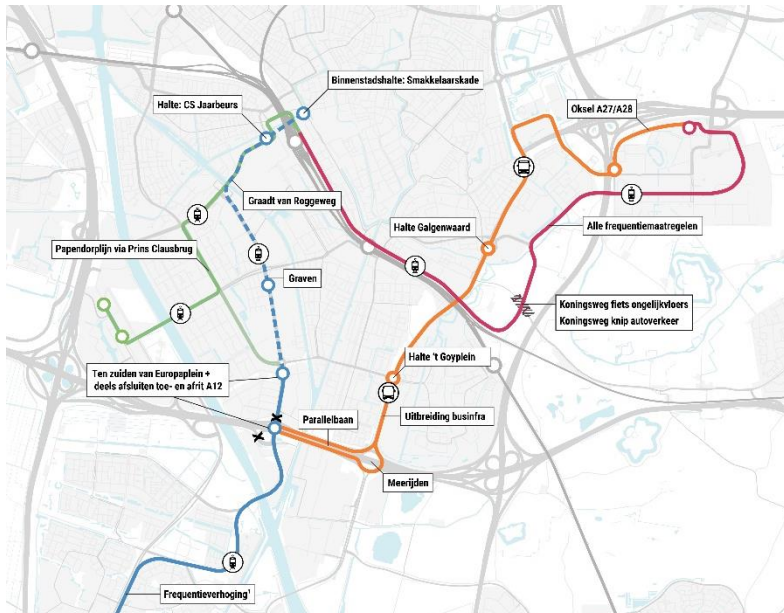 Binnenstadshalte: Smakkelaarskade
Halte: CS Jaarbeurs
Oksel A27/A28
Graadt van Roggeweg
Halte Galgenwaard
Alle frequentiemaatregelen
Papendorplijn via Prins Clausbrug
Graven
Koningsweg fiets ongelijkvloers
Koningsweg knip autoverkeer
Ten zuiden van Europaplein +
deels afsluiten toe- en afrit A12
Halte 't Goyplein
Parallelbaan
Uitbreiding businfra
Meerijden
Frequentieverhoging¹